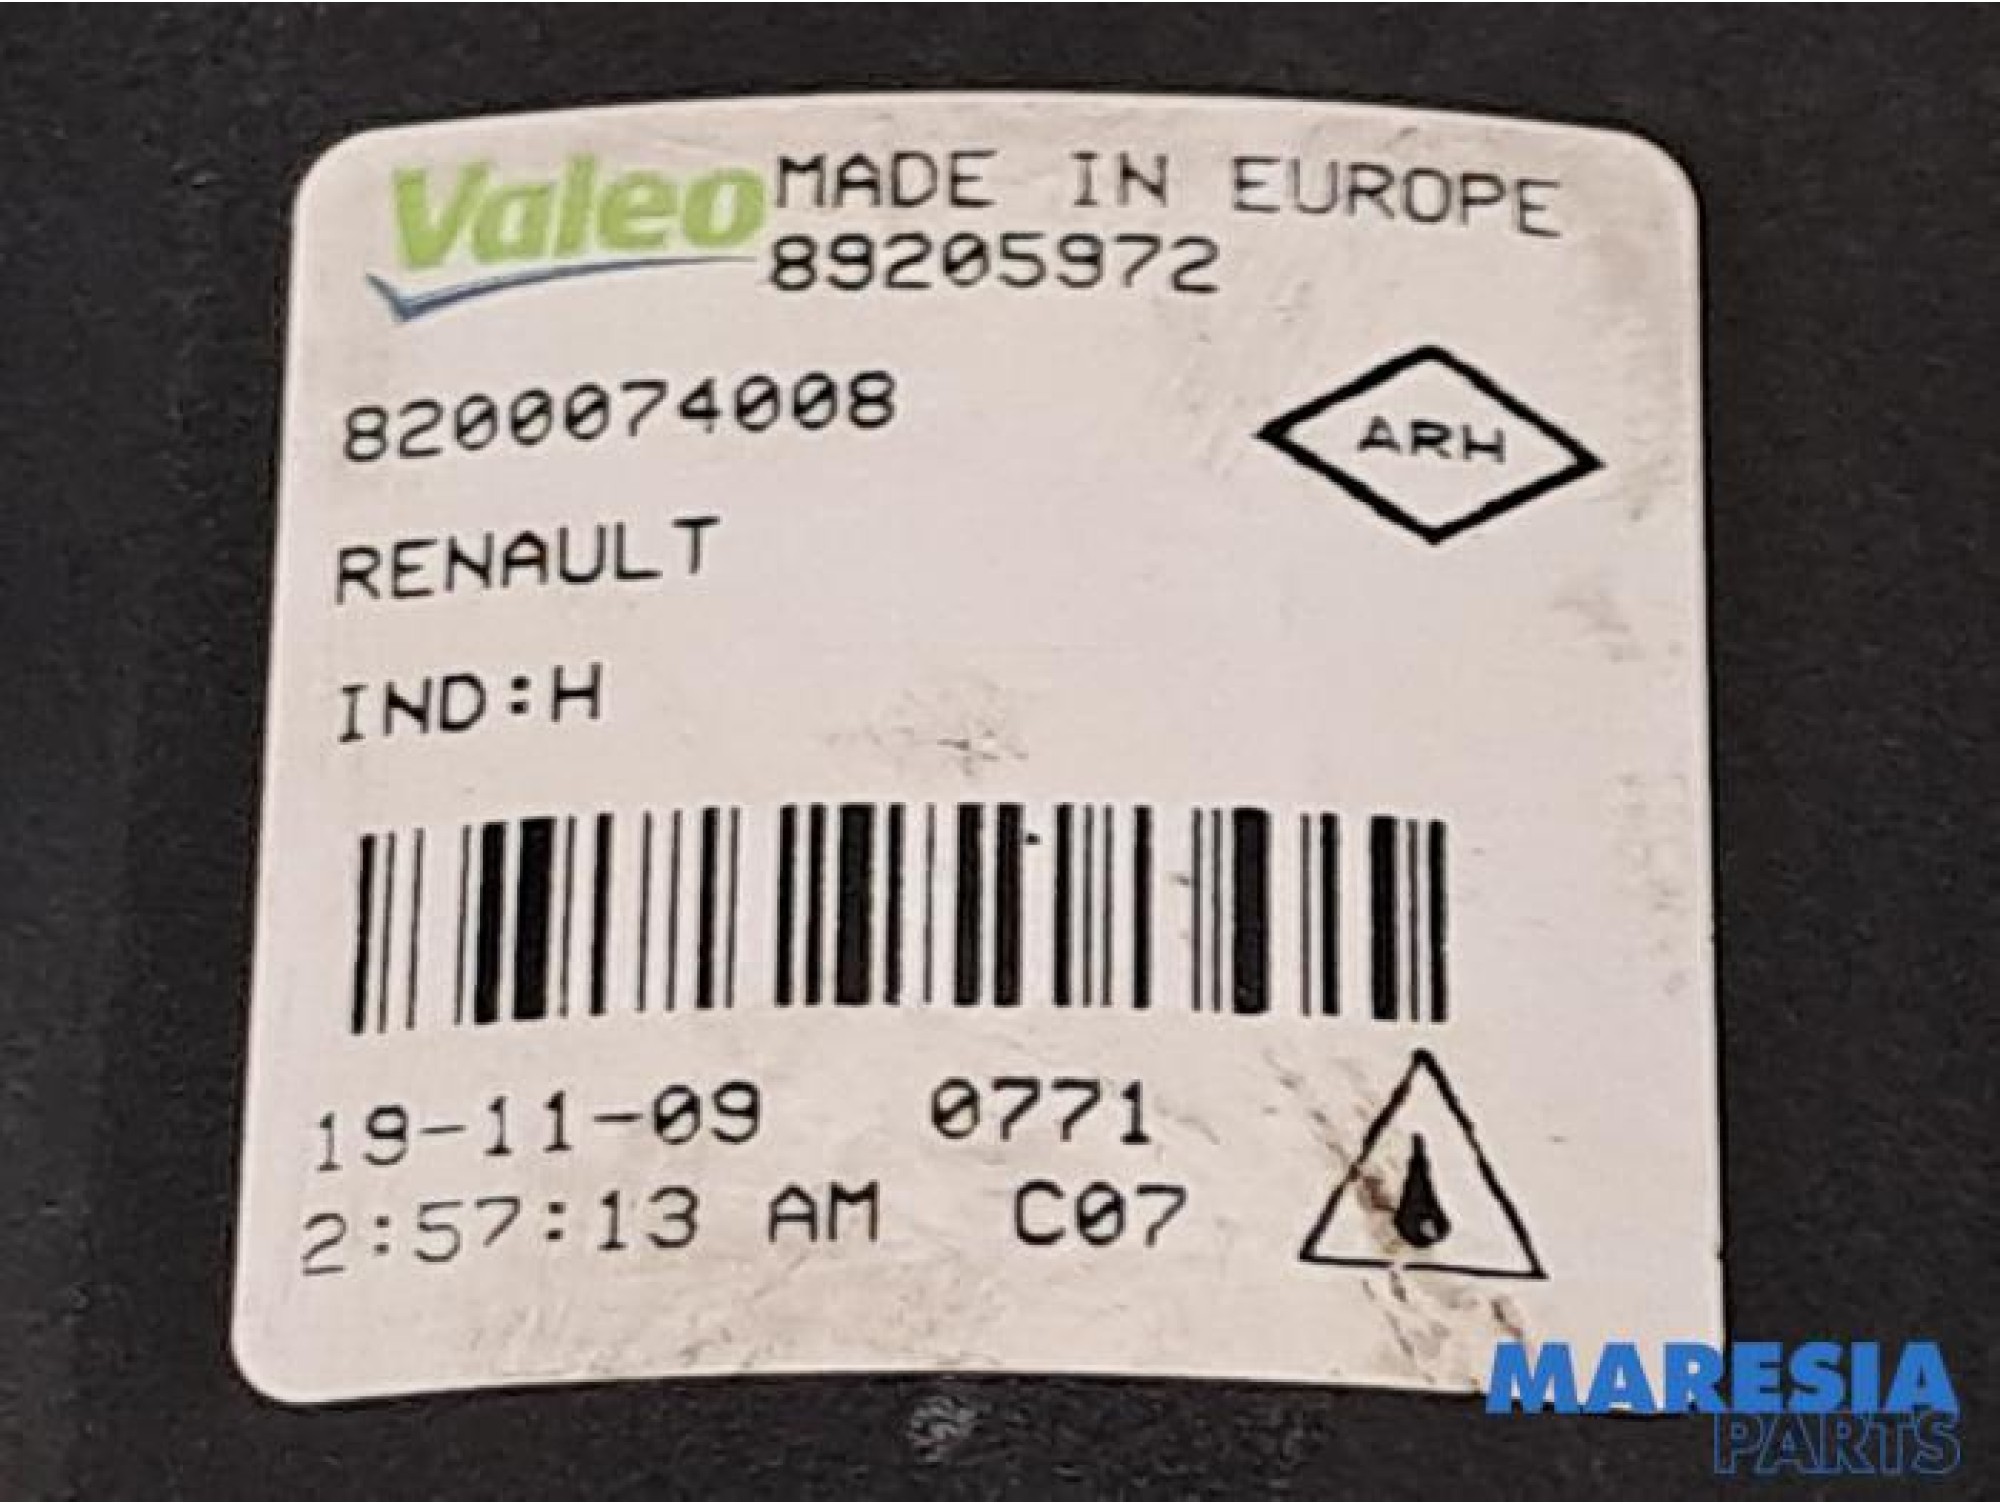 Valeo MADE IN EUROPE
89205972
8200074008
ARH
RENAULT
IND:H
19-11-09 0771
2:57:13 AM C07
MARESIA
PARTS